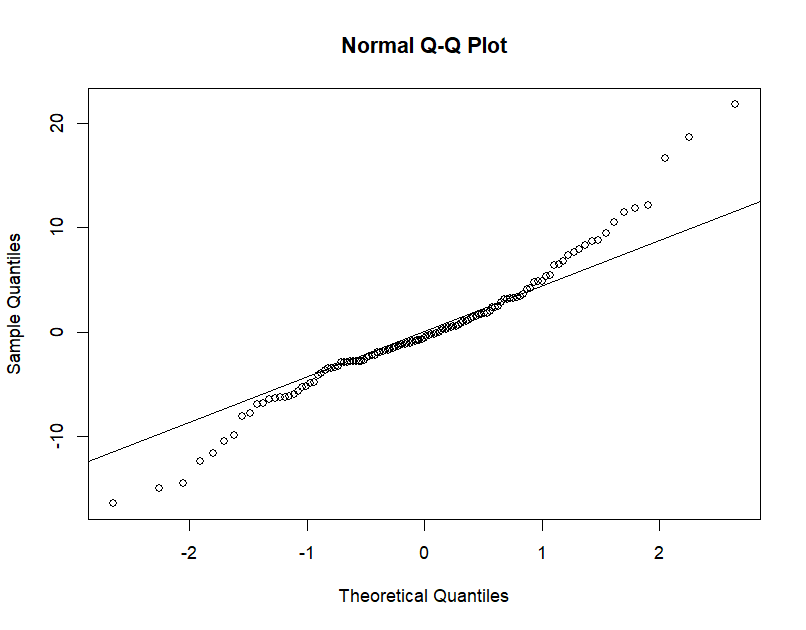 Normal Q-Q Plot
Sample Quantiles
20
10
0
-10
-2 -1 0 1 2
Theoretical Quantiles